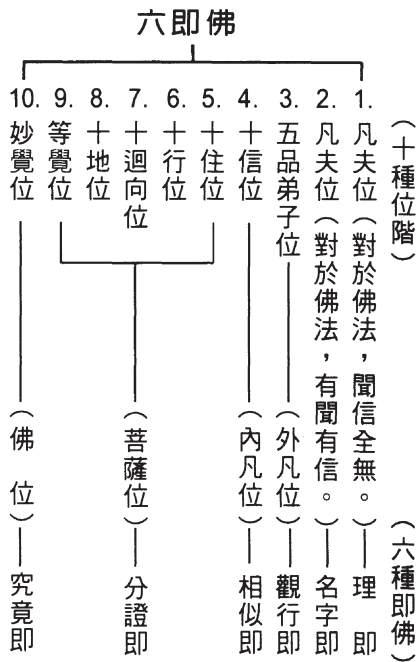 六即佛
(十種位階)
(六種即佛)
1. 凡夫位(對於佛法，聞信全無。)理 即
2. 凡夫位(對於佛法，有聞有信。)名字即
3. 五品弟子位(外凡位)觀行即
4. 十信位(內凡位)相似即
5. 十住位
6. 十行位
7. 十迴向位
8. 十地位
9. 等覺位
(菩薩位)分證即
10. 妙覺位(佛 位)究竟即